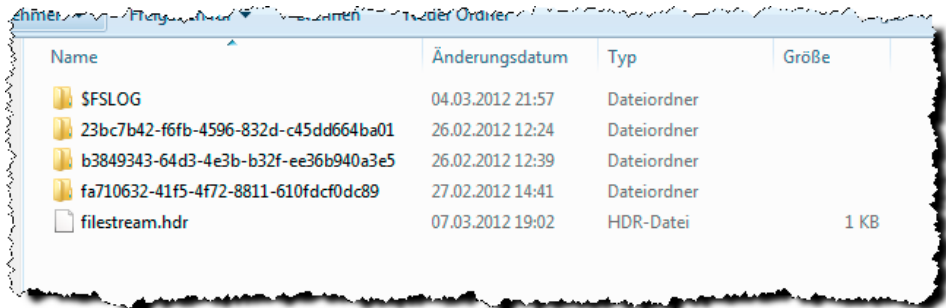 Name Änderungsdatum Typ Größe
$FSLOG 04.03.2012 21:57 Dateiordner
23bc7b42-f6fb-4596-832d-c45dd664ba01 26.02.2012 12:24 Dateiordner
b3849343-64d3-4e3b-b32f-ee36b940a3e5 26.02.2012 12:39 Dateiordner
fa710632-41f5-4f72-8811-610fdcf0dc89 27.02.2012 14:41 Dateiordner
filestream.hdr 07.03.2012 19:02 HDR-Datei 1 KB